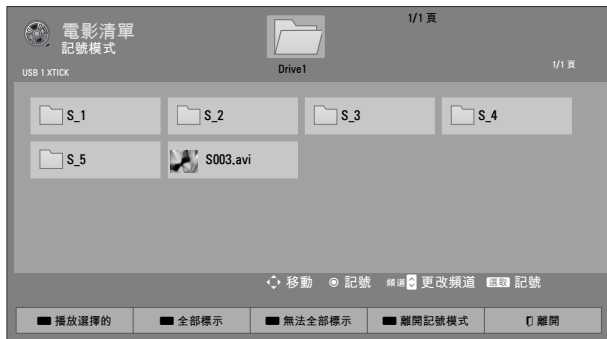 電影清單
記號模式
USB 1 XTICK
Drive1
1/1 頁
1/1 頁
S_1
S_2
S_3
S_4
S_5
S003.avi
移動 記號 頻道 更改頻道 選取 記號
播放選擇的
全部標示
無法全部標示
離開記號模式
離開